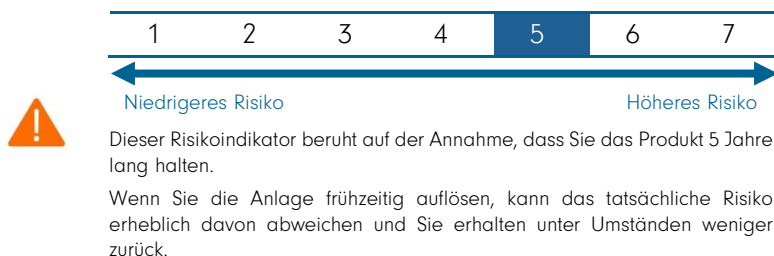 1 2 3 4 5 6 7
Niedrigeres Risiko Höheres Risiko
Dieser Risikoindikator beruht auf der Annahme, dass Sie das Produkt 5 Jahre
lang halten.
Wenn Sie die Anlage frühzeitig auflösen, kann das tatsächliche Risiko
erheblich davon abweichen und Sie erhalten unter Umständen weniger
zurück.